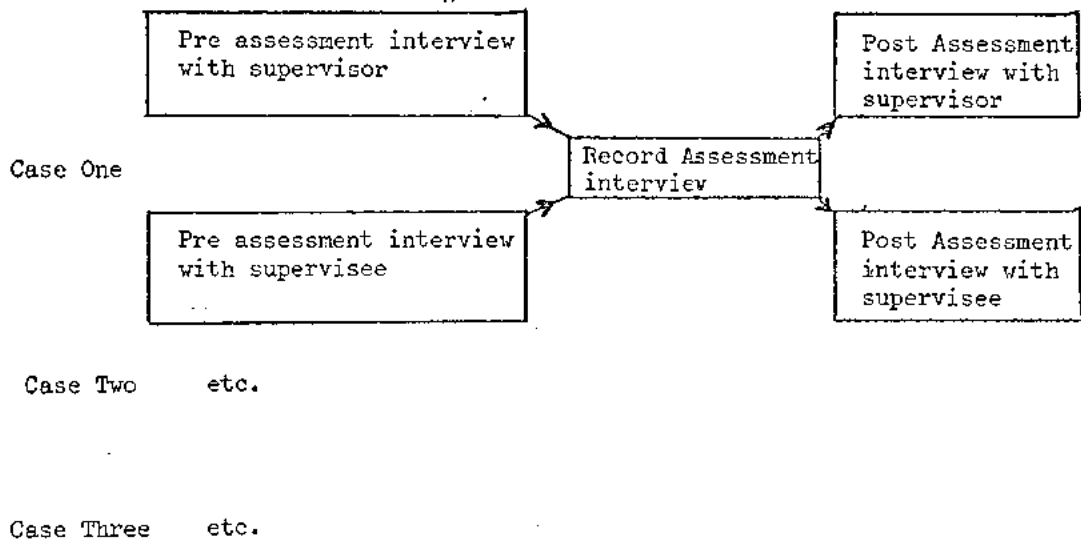 Pre assessment interview
with supervisor
Post Assessment
interview with
supervisor
Case One
Record Assessment
interview
Pre assessment interview
with supervisee
Post Assessment
interview with
supervisee
Case Two etc.
Case Three etc.